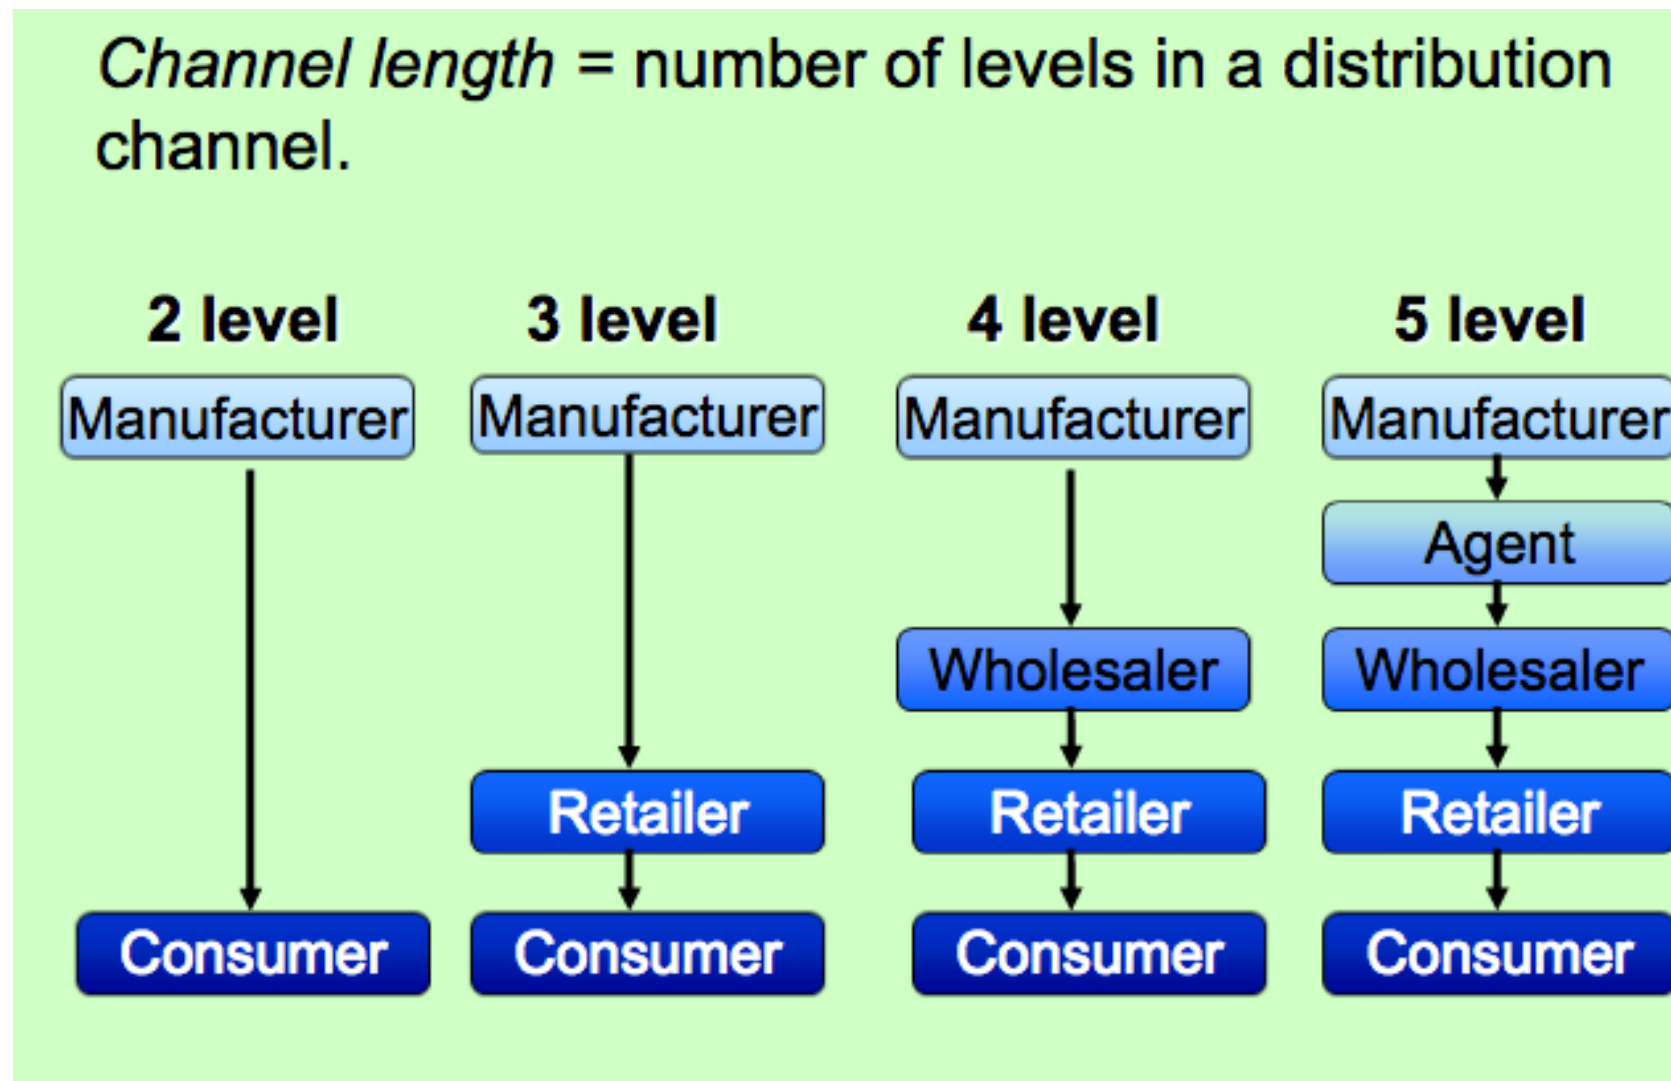 Channel length = number of levels in a distribution
channel.
2 level
3 level
4 level
5 level
Manufacturer
Manufacturer
Manufacturer
Manufacturer
Agent
Wholesaler
Wholesaler
Retailer
Retailer
Retailer
Consumer
Consumer
Consumer
Consumer